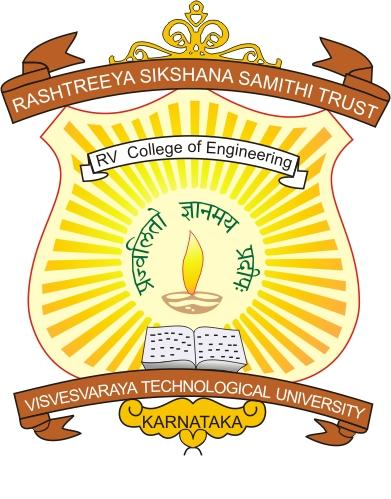 RASHTREEYA SIKSHANA SAMITHI TRUST
RV College of Engineering
प्रज्वलितो ज्ञानमय प्रदीपः
VISVESVARAYA TECHNOLOGICAL UNIVERSITY
KARNATAKA